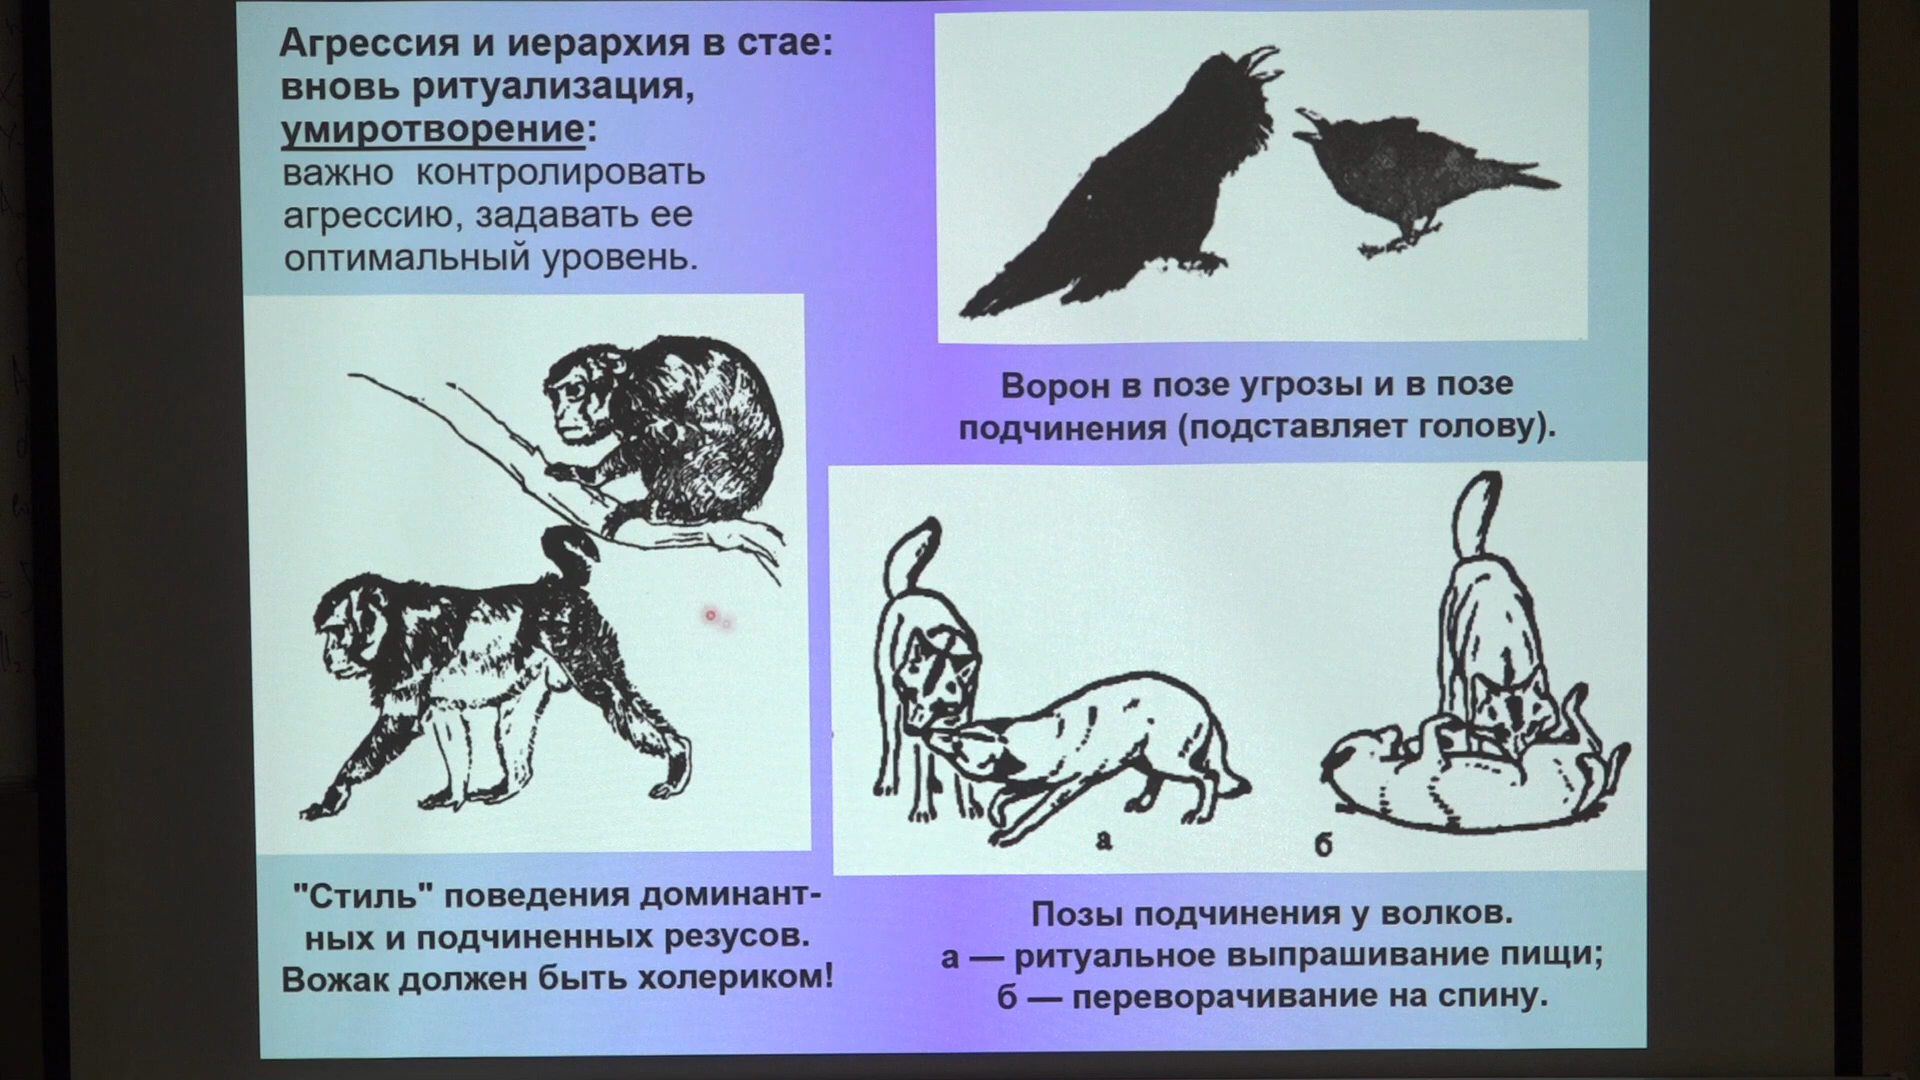 Агрессия и иерархия в стае:
вновь ритуализация,
умиротворение:
важно контролировать
агрессию, задавать ее
оптимальный уровень.
Ворон в позе угрозы и в позе
подчинения (подставляет голову).
а
б
"Стиль" поведения доминант-
ных и подчиненных резусов.
Вожак должен быть холериком!
Позы подчинения у волков.
а — ритуальное выпрашивание пищи;
б — переворачивание на спину.